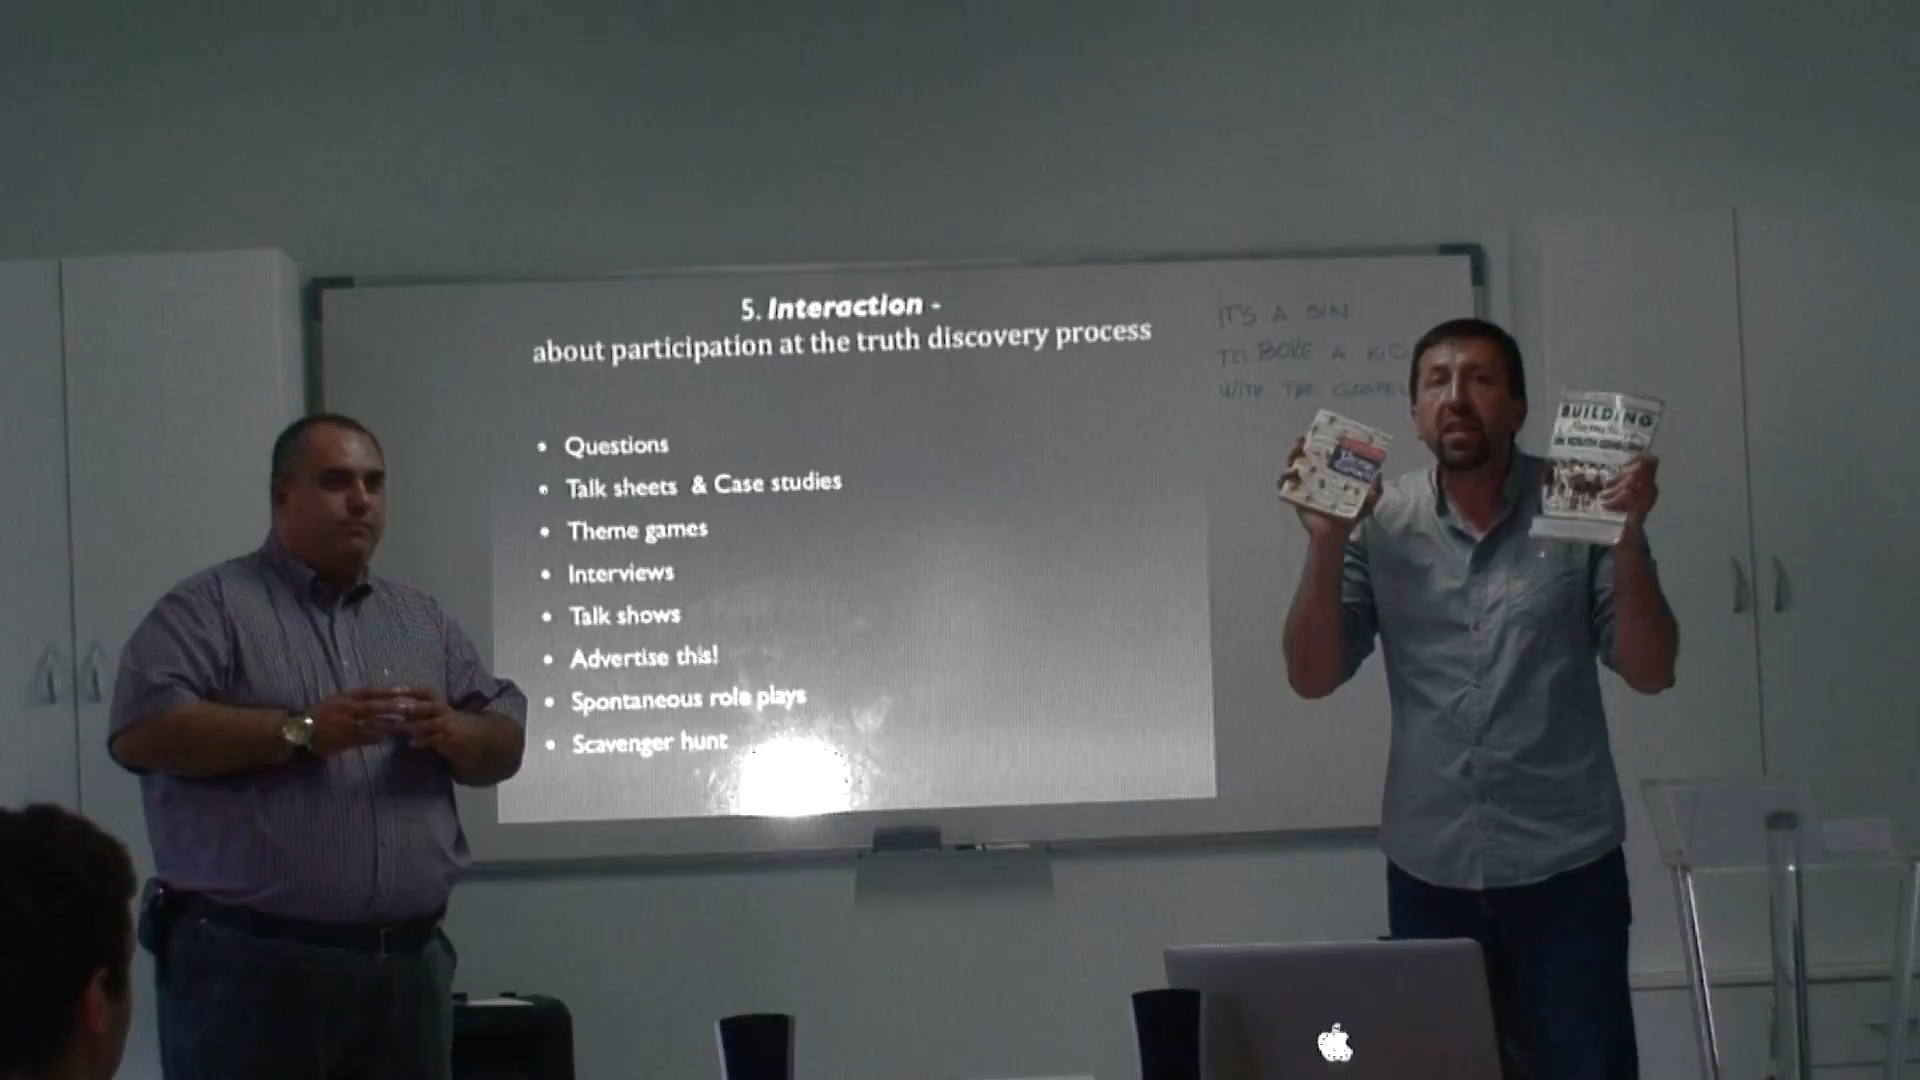 5. Interaction -
about participation at the truth discovery process
• Questions
• Talk sheets & Case studies
• Theme games
• Interviews
• Talk shows
• Advertise this!
• Spontaneous role plays
• Scavenger hunt
IT'S A SIN
TO BORE A KID
WITH THE GOSPEL
BUILDING